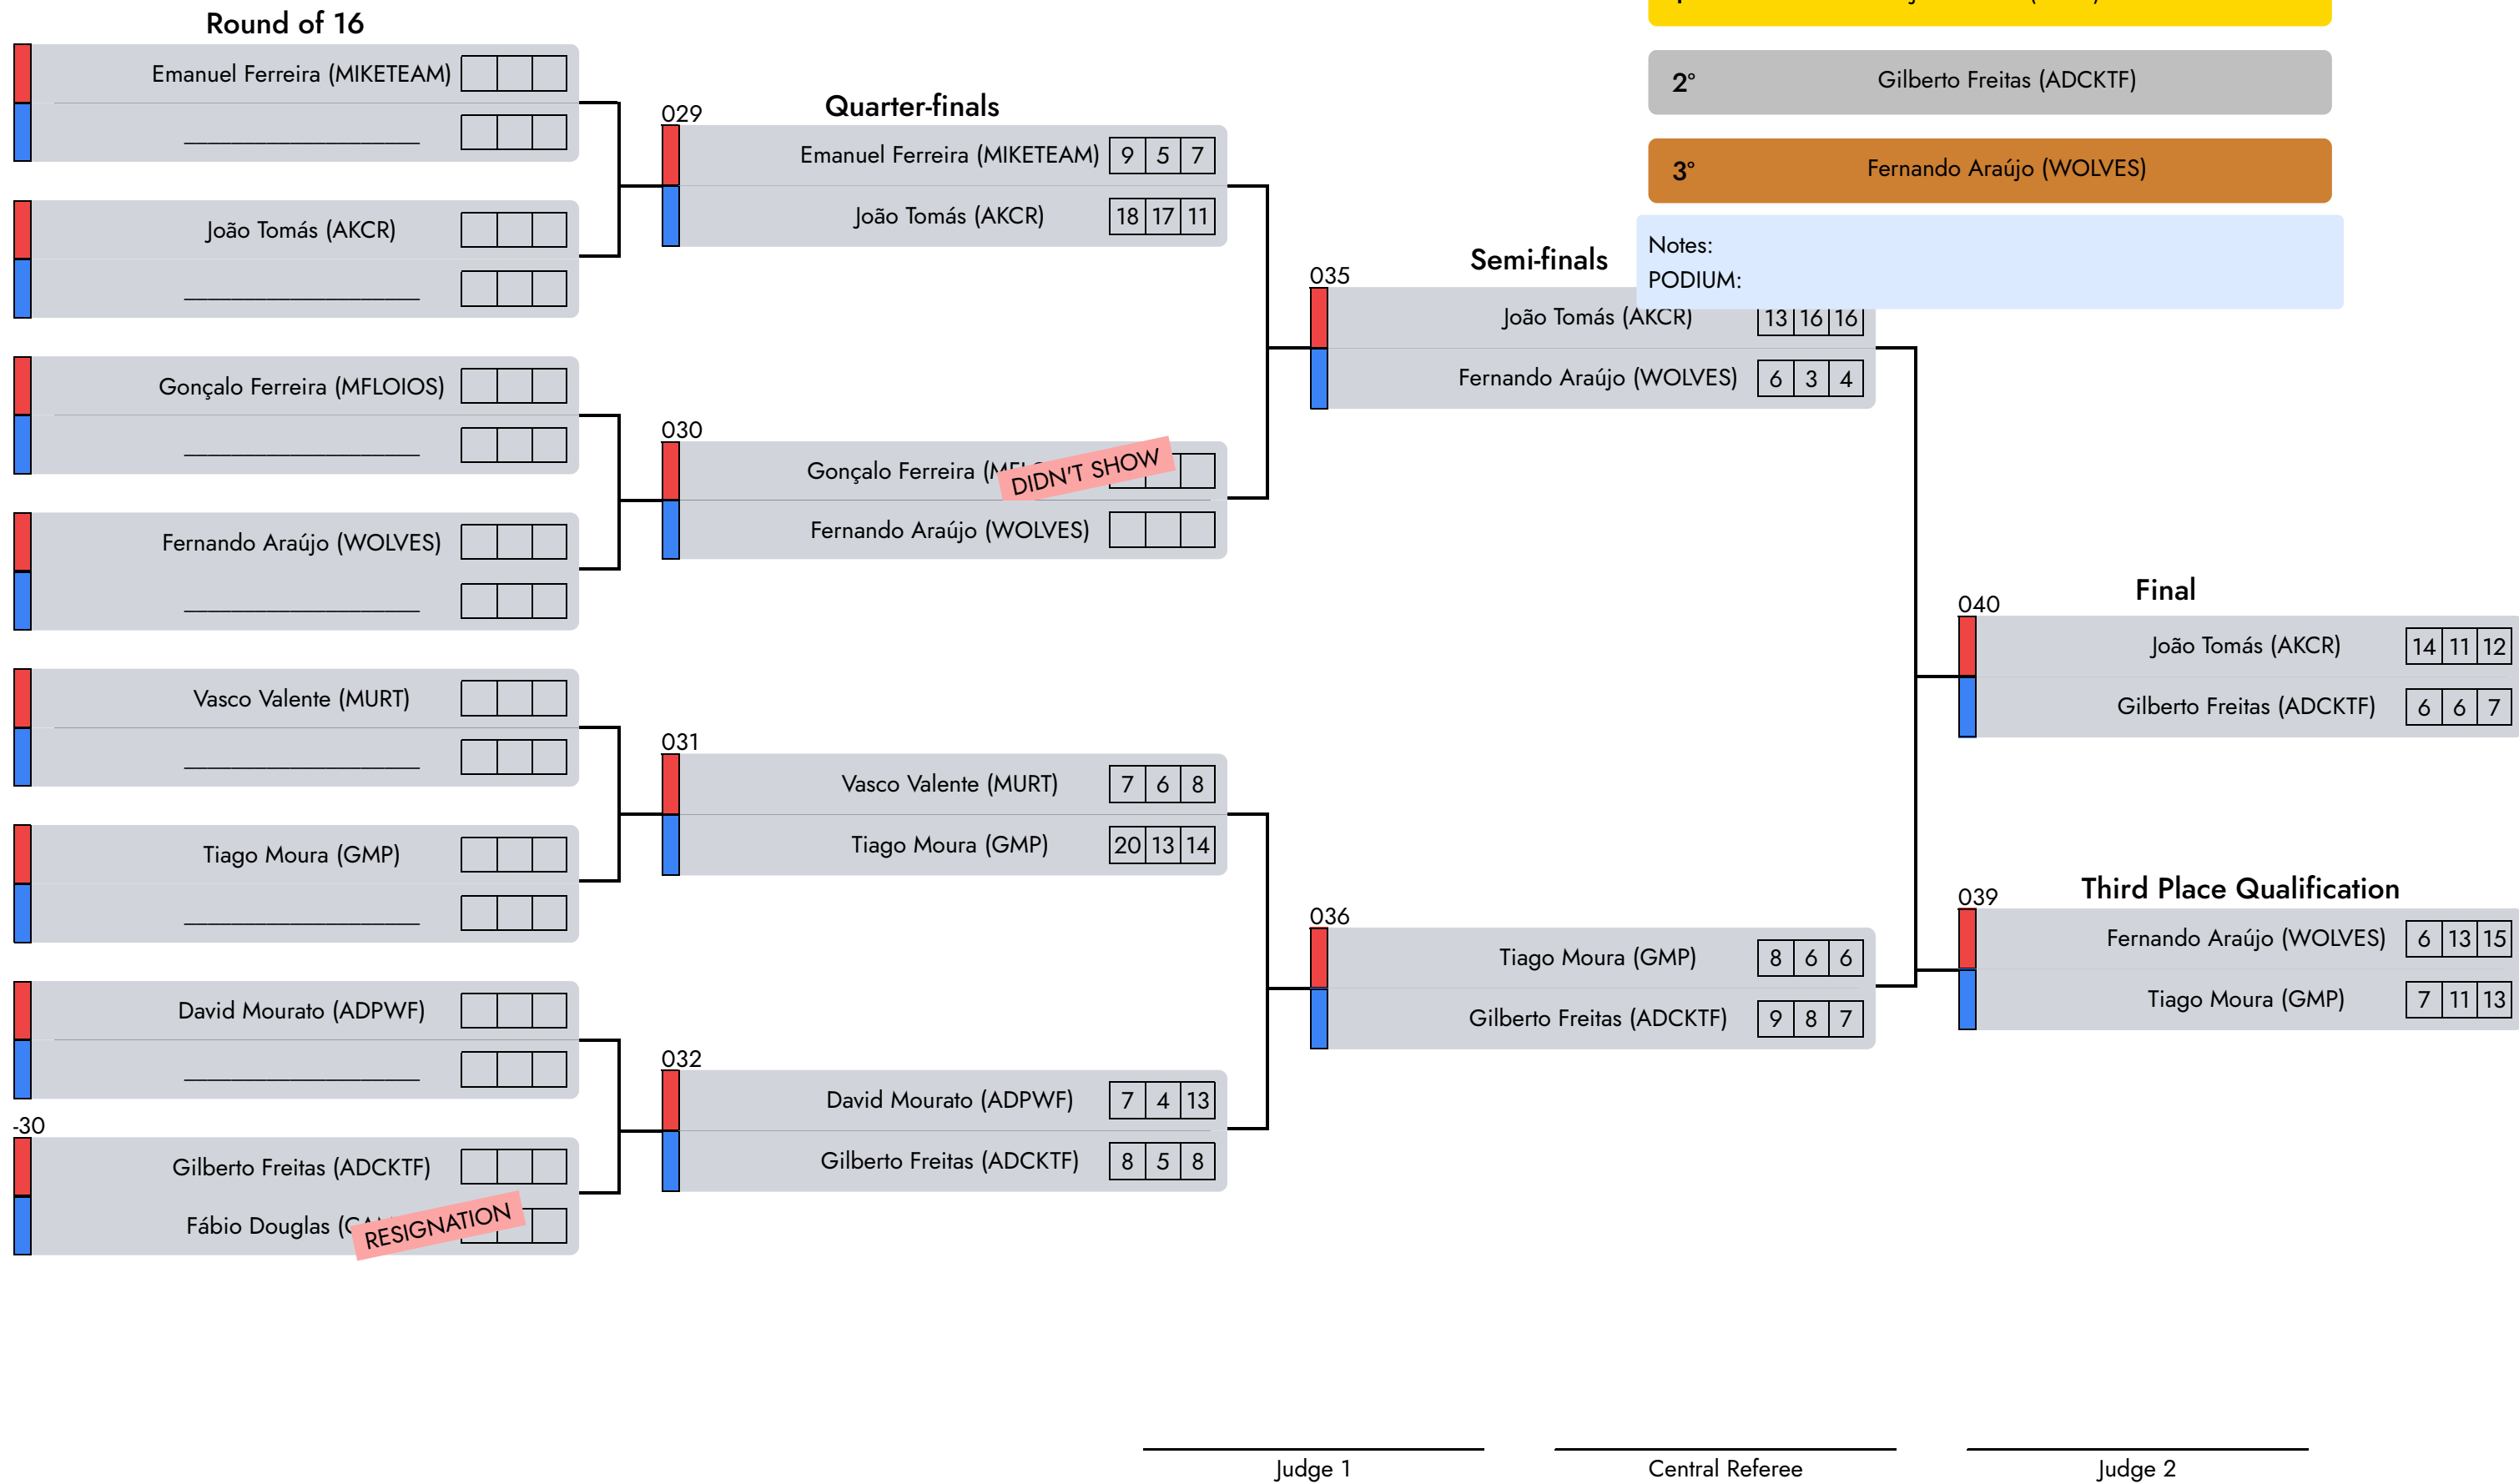 Round of 16
Emanuel Ferreira (MIKETEAM)
João Tomás (AKCR)
Gonçalo Ferreira (MFLOIOS)
Fernando Araújo (WOLVES)
Vasco Valente (MURT)
Tiago Moura (GMP)
David Mourato (ADPWF)
-30
Gilberto Freitas (ADCKTF)
Fábio Douglas
RESIGNATION
Quarter-finals
029
Emanuel Ferreira (MIKETEAM) 9 5 7
João Tomás (AKCR) 18 17 11
030
Gonçalo Ferreira
DIDN'T SHOW
Fernando Araújo (WOLVES)
031
Vasco Valente (MURT) 7 6 8
Tiago Moura (GMP) 20 13 14
032
David Mourato (ADPWF) 7 4 13
Gilberto Freitas (ADCKTF) 8 5 8
2° Gilberto Freitas (ADCKTF)
3° Fernando Araújo (WOLVES)
Notes:
PODIUM:
Semi-finals
035
João Tomás (AKCR) 13 16 16
Fernando Araújo (WOLVES) 6 3 4
036
Tiago Moura (GMP) 8 6 6
Gilberto Freitas (ADCKTF) 9 8 7
Final
040
João Tomás (AKCR) 14 11 12
Gilberto Freitas (ADCKTF) 6 6 7
Third Place Qualification
039
Fernando Araújo (WOLVES) 6 13 15
Tiago Moura (GMP) 7 11 13
Judge 1
Central Referee
Judge 2